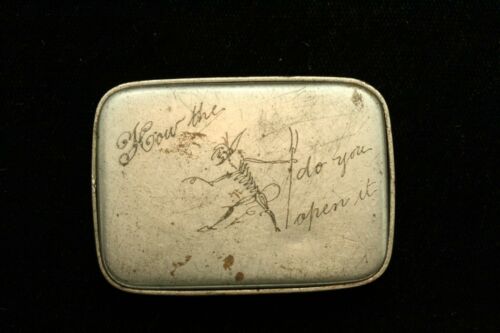 How the
do you
open it